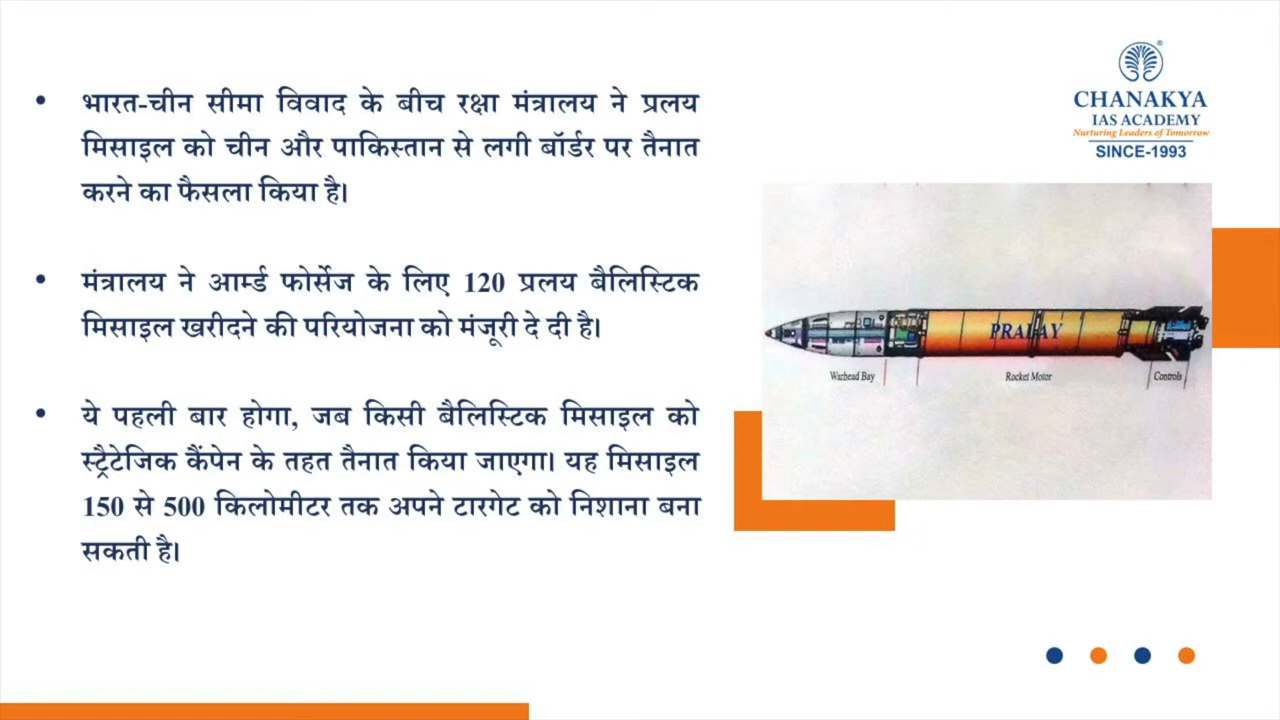 • भारत-चीन सीमा विवाद के बीच रक्षा मंत्रालय ने प्रलय
मिसाइल को चीन और पाकिस्तान से लगी बॉर्डर पर तैनात
करने का फैसला किया है।
• मंत्रालय ने आर्म्ड फोर्सेज के लिए 120 प्रलय बैलिस्टिक
मिसाइल खरीदने की परियोजना को मंजूरी दे दी है।
• ये पहली बार होगा, जब किसी बैलिस्टिक मिसाइल को
स्ट्रैटेजिक कैंपेन के तहत तैनात किया जाएगा। यह मिसाइल
150 से 500 किलोमीटर तक अपने टारगेट को निशाना बना
सकती है।
®
CHANAKYA
IAS ACADEMY
Nurturing Leaders of Tomorrow
SINCE-1993
PRALAY
Warhead Bay
Rocket Motor
Controls